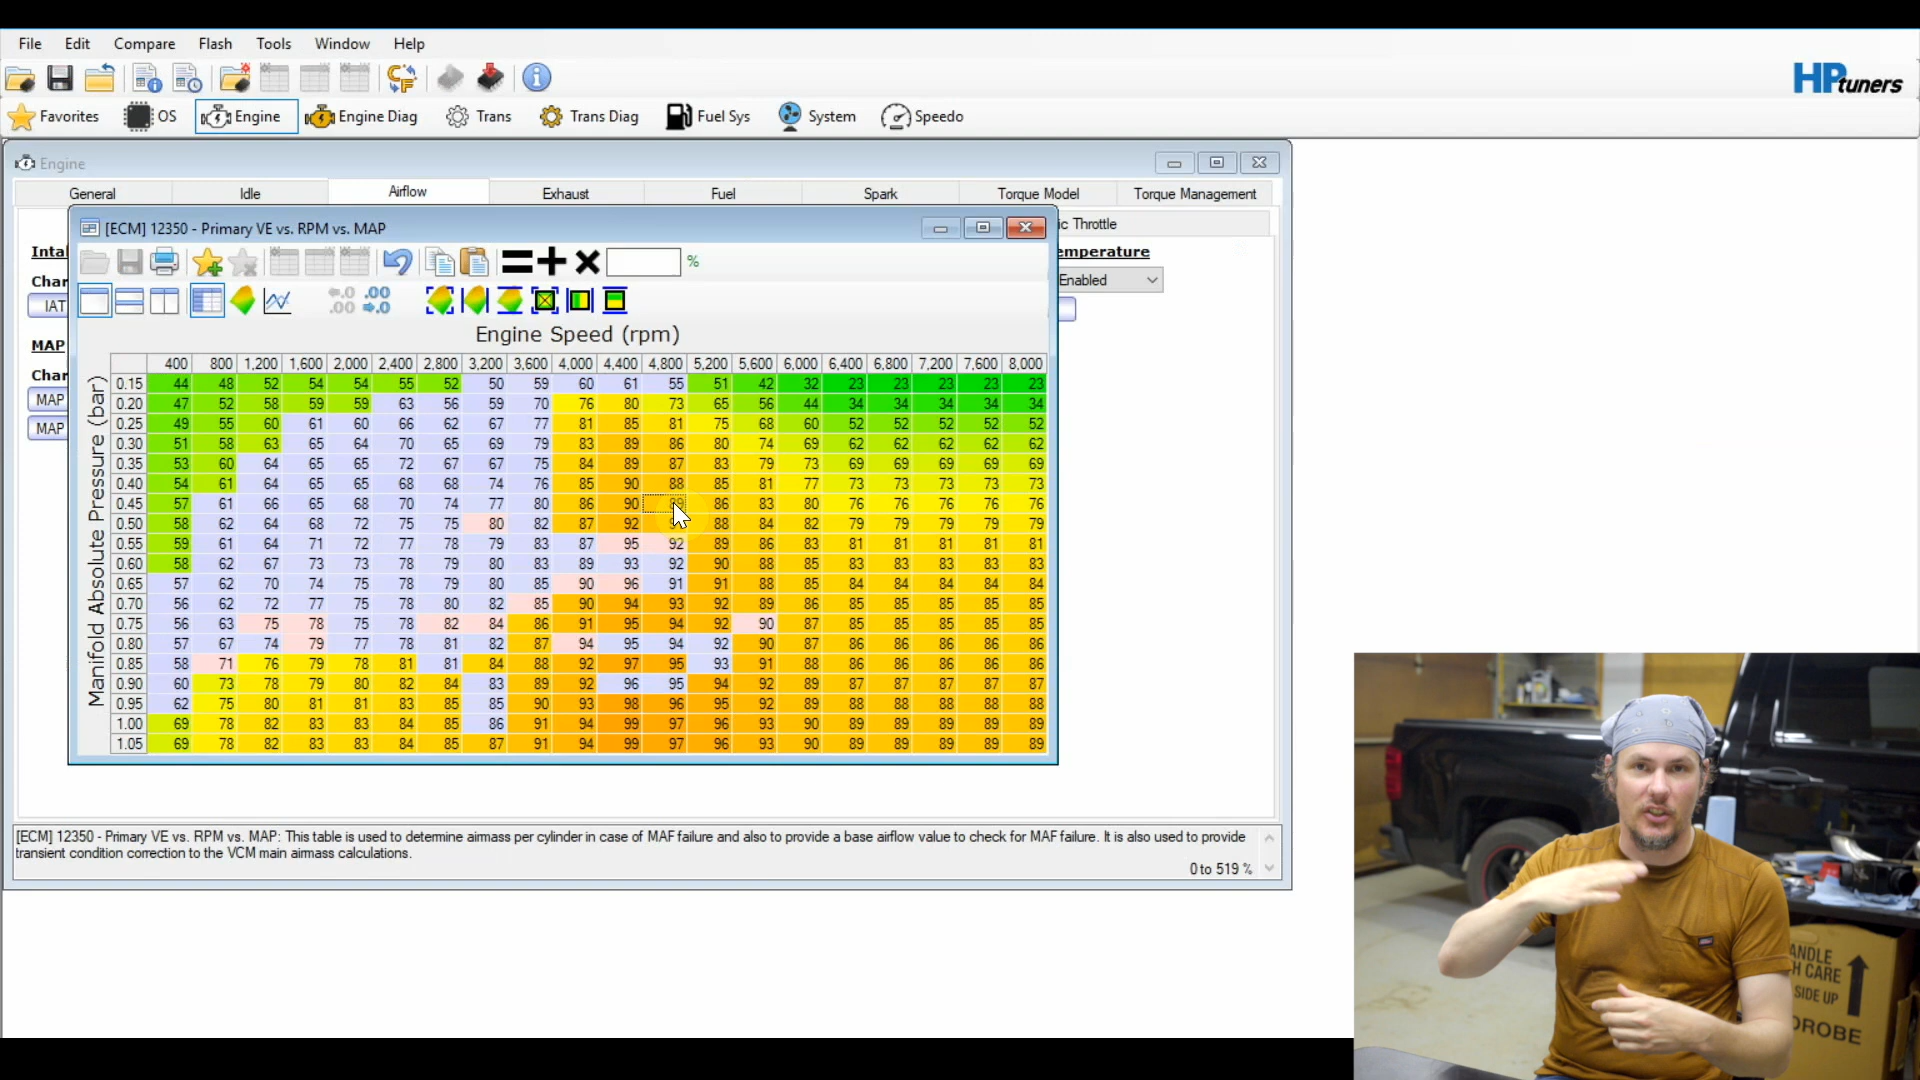 File Edit Compare Flash Tools Window Help
HPtuners
Favorites OS Engine Engine Diag Trans Trans Diag Fuel Sys System Speedo
Engine
General Idle Airflow Exhaust Fuel Spark Torque Model Torque Management
[ECM] 12350 - Primary VE vs. RPM vs. MAP
ic Throttle
Intal
emperature
%
Char
Enabled
IAT
Engine Speed (rpm)
MAP
Char
MAP
MAP
Manifold Absolute Pressure (bar)
400 800 1,200 1,600 2,000 2,400 2,800 3,200 3,600 4,000 4,400 4,800 5,200 5,600 6,000 6,400 6,800 7,200 7,600 8,000
0.15 44 48 52 54 54 55 52 50 59 60 61 55 51 42 32 23 23 23 23 23
0.20 47 52 58 59 59 63 56 59 70 76 80 73 65 56 44 34 34 34 34 34
0.25 49 55 60 61 60 66 62 67 77 81 85 81 75 68 60 52 52 52 52 52
0.30 51 58 63 65 64 70 65 69 79 83 89 86 80 74 69 62 62 62 62 62
0.35 53 60 64 65 65 72 67 67 75 84 89 87 83 79 73 69 69 69 69 69
0.40 54 61 64 65 65 68 68 74 76 85 90 88 85 81 77 73 73 73 73 73
0.45 57 61 66 65 68 70 74 77 80 86 90 89 86 83 80 76 76 76 76 76
0.50 58 62 64 68 72 75 75 80 82 87 92 88 84 82 79 79 79 79 79
0.55 59 61 64 71 72 77 78 79 83 87 95 92 89 86 83 81 81 81 81 81
0.60 58 62 67 73 73 78 79 80 83 89 93 92 90 88 85 83 83 83 83 83
0.65 57 62 70 74 75 78 79 80 85 90 96 91 91 88 85 84 84 84 84 84
0.70 56 62 72 77 75 78 80 82 85 90 94 93 92 89 86 85 85 85 85 85
0.75 56 63 75 78 75 78 82 84 86 91 95 94 92 90 87 85 85 85 85 85
0.80 57 67 74 79 77 78 81 82 87 94 95 94 92 90 87 86 86 86 86 86
0.85 58 71 76 79 78 81 81 84 88 92 97 95 93 91 88 86 86 86 86 86
0.90 60 73 78 79 80 82 84 83 89 92 96 95 94 92 89 87 87 87 87 87
0.95 62 75 80 81 81 83 85 85 90 93 98 96 95 92 89 88 88 88 88 88
1.00 69 78 82 83 83 84 85 86 91 94 99 97 96 93 90 89 89 89 89 89
1.05 69 78 82 83 83 84 85 87 91 94 99 97 96 93 90 89 89 89 89 89
[ECM] 12350 - Primary VE vs. RPM vs. MAP: This table is used to determine airmass per cylinder in case of MAF failure and also to provide a base airflow value to check for MAF failure. It is also used to provide
transient condition correction to the VCM main airmass calculations.
0 to 519 %
ANDLE
H CARE
SIDE UP
DROBE